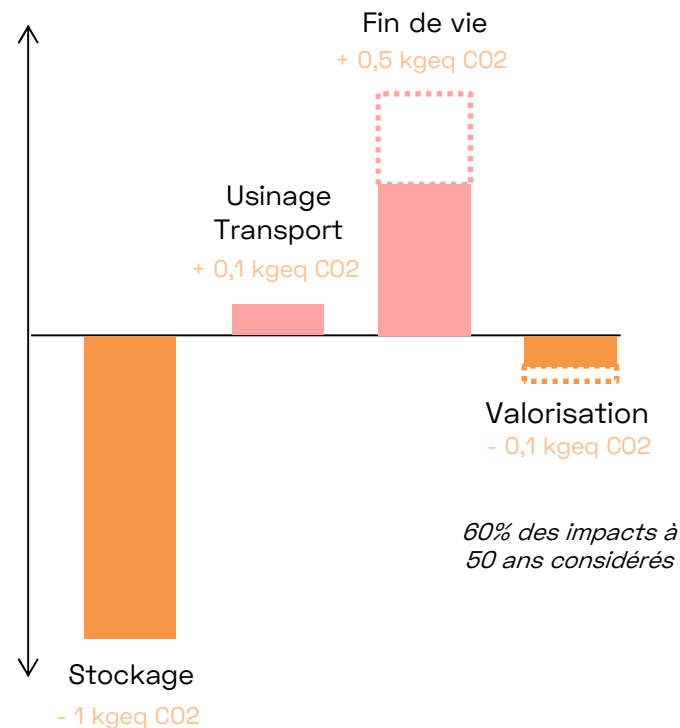 Fin de vie
+ 0,5 kgeq CO2
Usinage
Transport
+ 0,1 kgeq CO2
Valorisation
- 0,1 kgeq CO2
60% des impacts à
50 ans considérés
Stockage
- 1 kgeq CO2